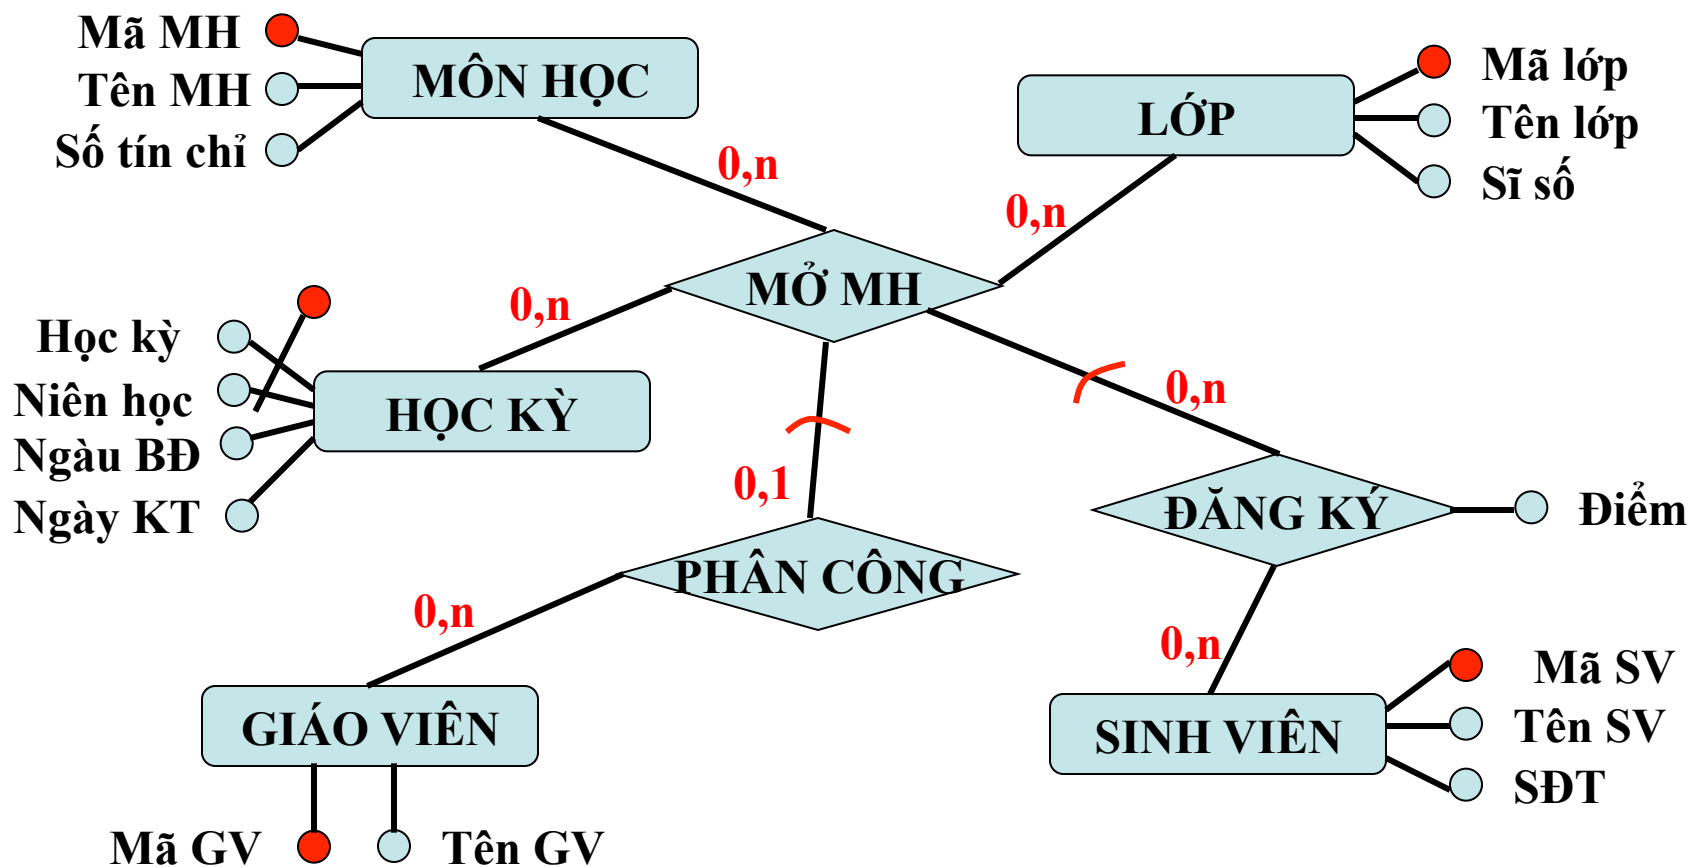 Mã MH
Tên MH
Số tín chỉ
MÔN HỌC
0,n
LỚP
Mã lớp
Tên lớp
Sĩ số
0,n
MỞ MH
0,n
Học kỳ
Niên học
Ngàu BĐ
Ngày KT
HỌC KỲ
0,1
0,n
PHÂN CÔNG
ĐĂNG KÝ
Điểm
0,n
0,n
GIÁO VIÊN
Mã GV
Tên GV
SINH VIÊN
Mã SV
Tên SV
SĐT